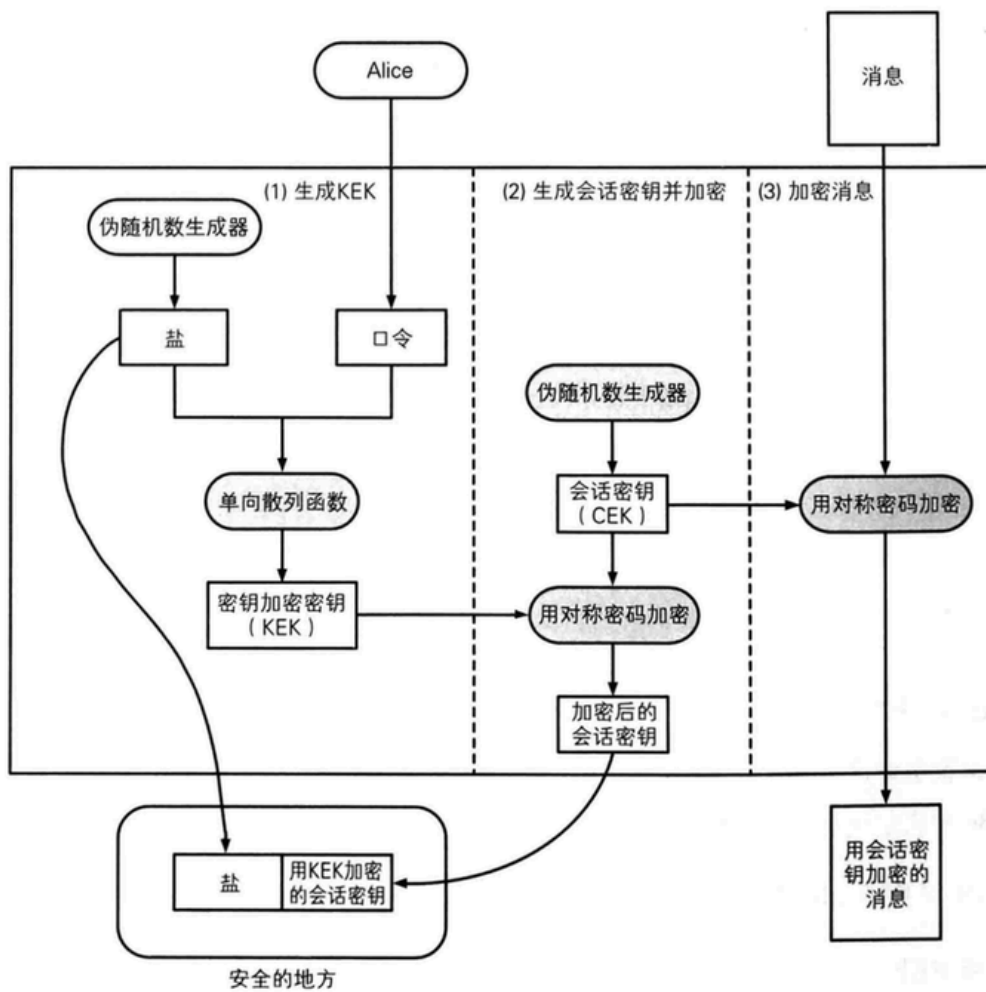 Alice
消息
(1) 生成KEK
(2) 生成会话密钥并加密
(3) 加密消息
伪随机数生成器
盐
口令
伪随机数生成器
单向散列函数
会话密钥
(CEK)
用对称密码加密
密钥加密密钥
(KEK)
用对称密码加密
加密后的
会话密钥
盐
用KEK加密
的会话密钥
用会话密
钥加密的
消息
安全的地方